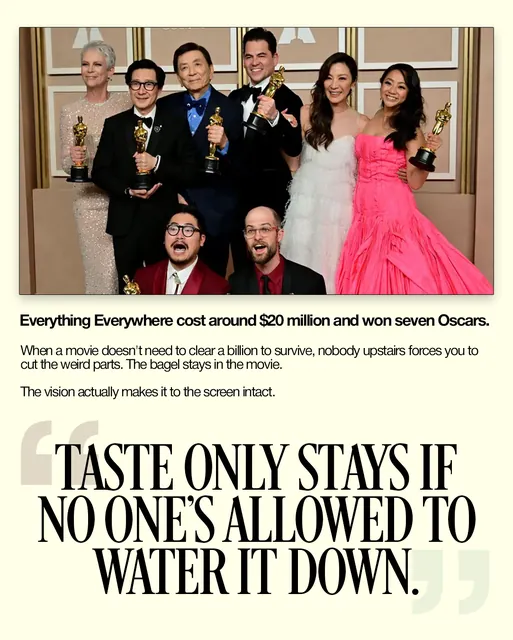 Everything Everywhere cost around $20 million and won seven Oscars.
When a movie doesn't need to clear a billion to survive, nobody upstairs forces you to
cut the weird parts. The bagel stays in the movie.
The vision actually makes it to the screen intact.
“TASTE ONLY STAYS IF
NO ONE’S ALLOWED TO
WATER IT DOWN.”